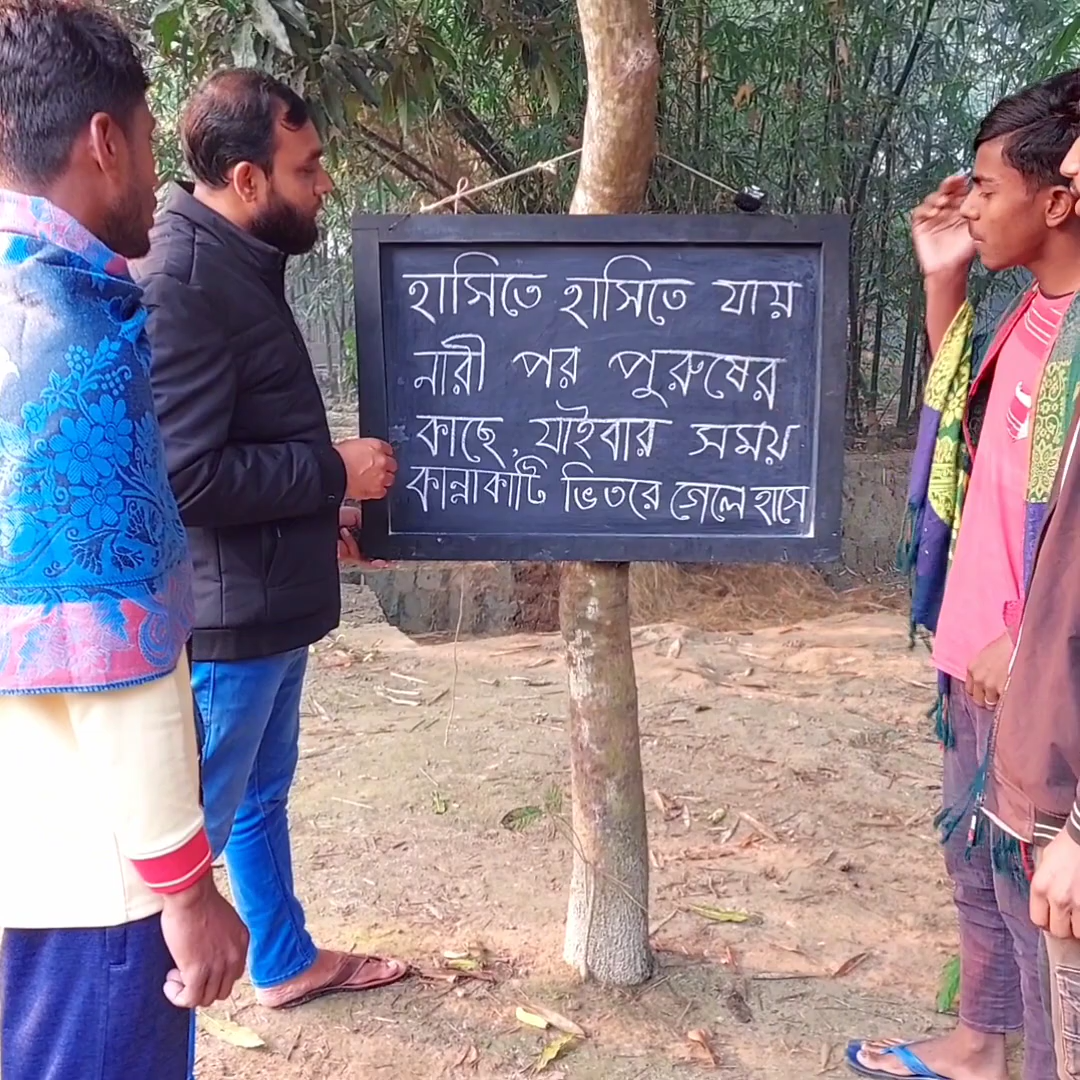 হাসিতে হাসিতে যায়
নারী পর পুরুষের
কাছে, যাইবার সময়
কান্নাকাটি ভিতরে গেলে হাসে